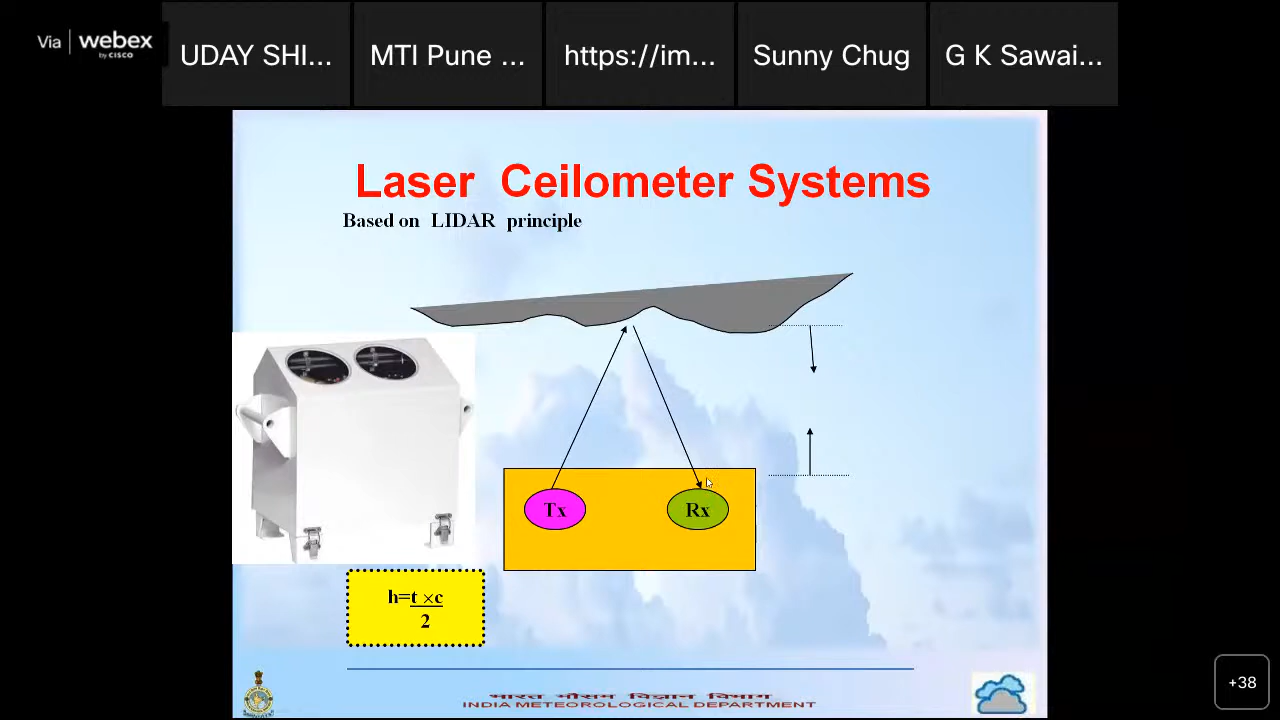 Via webex
by CISCO
UDAY SHI...
MTI Pune ...
https://im...
Sunny Chug
G K Sawai...
Laser Ceilometer Systems
Based on LIDAR principle
Tx
Rx
h=t ×c
2
भारत मौसम विज्ञान विभाग
INDIA METEOROLOGICAL DEPARTMENT
+38